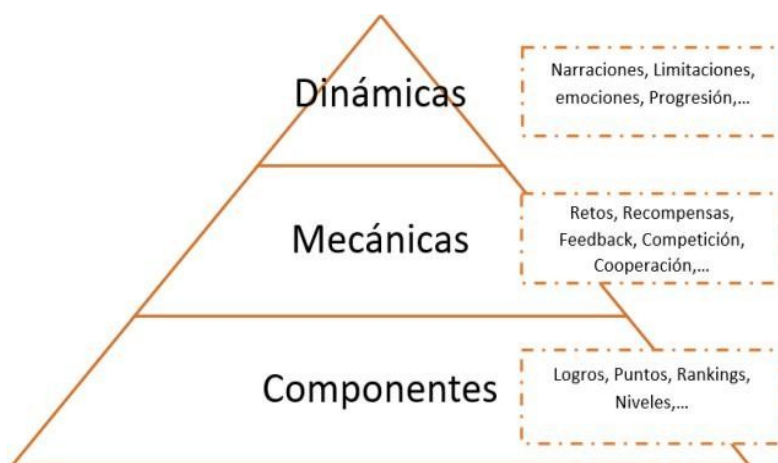 Dinámicas
Narraciones, Limitaciones,
emociones, Progresión,...
Mecánicas
Retos, Recompensas,
Feedback, Competición,
Cooperación,...
Componentes
Logros, Puntos, Rankings,
Niveles,...